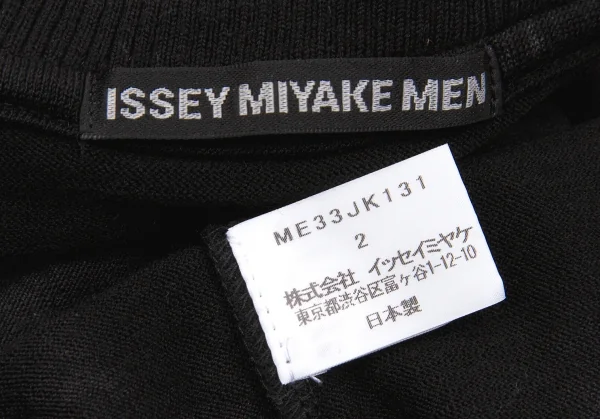 ISSEY MIYAKE MEN
ME33JK131
2
株式会社 イッセイミヤケ
東京都渋谷区富ケ谷1-12-10
日本製